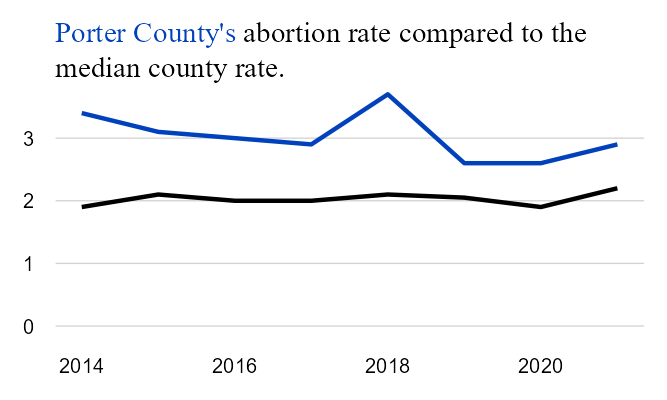 Porter County's abortion rate compared to the
median county rate.
3
2
1
0
2014 2016 2018 2020